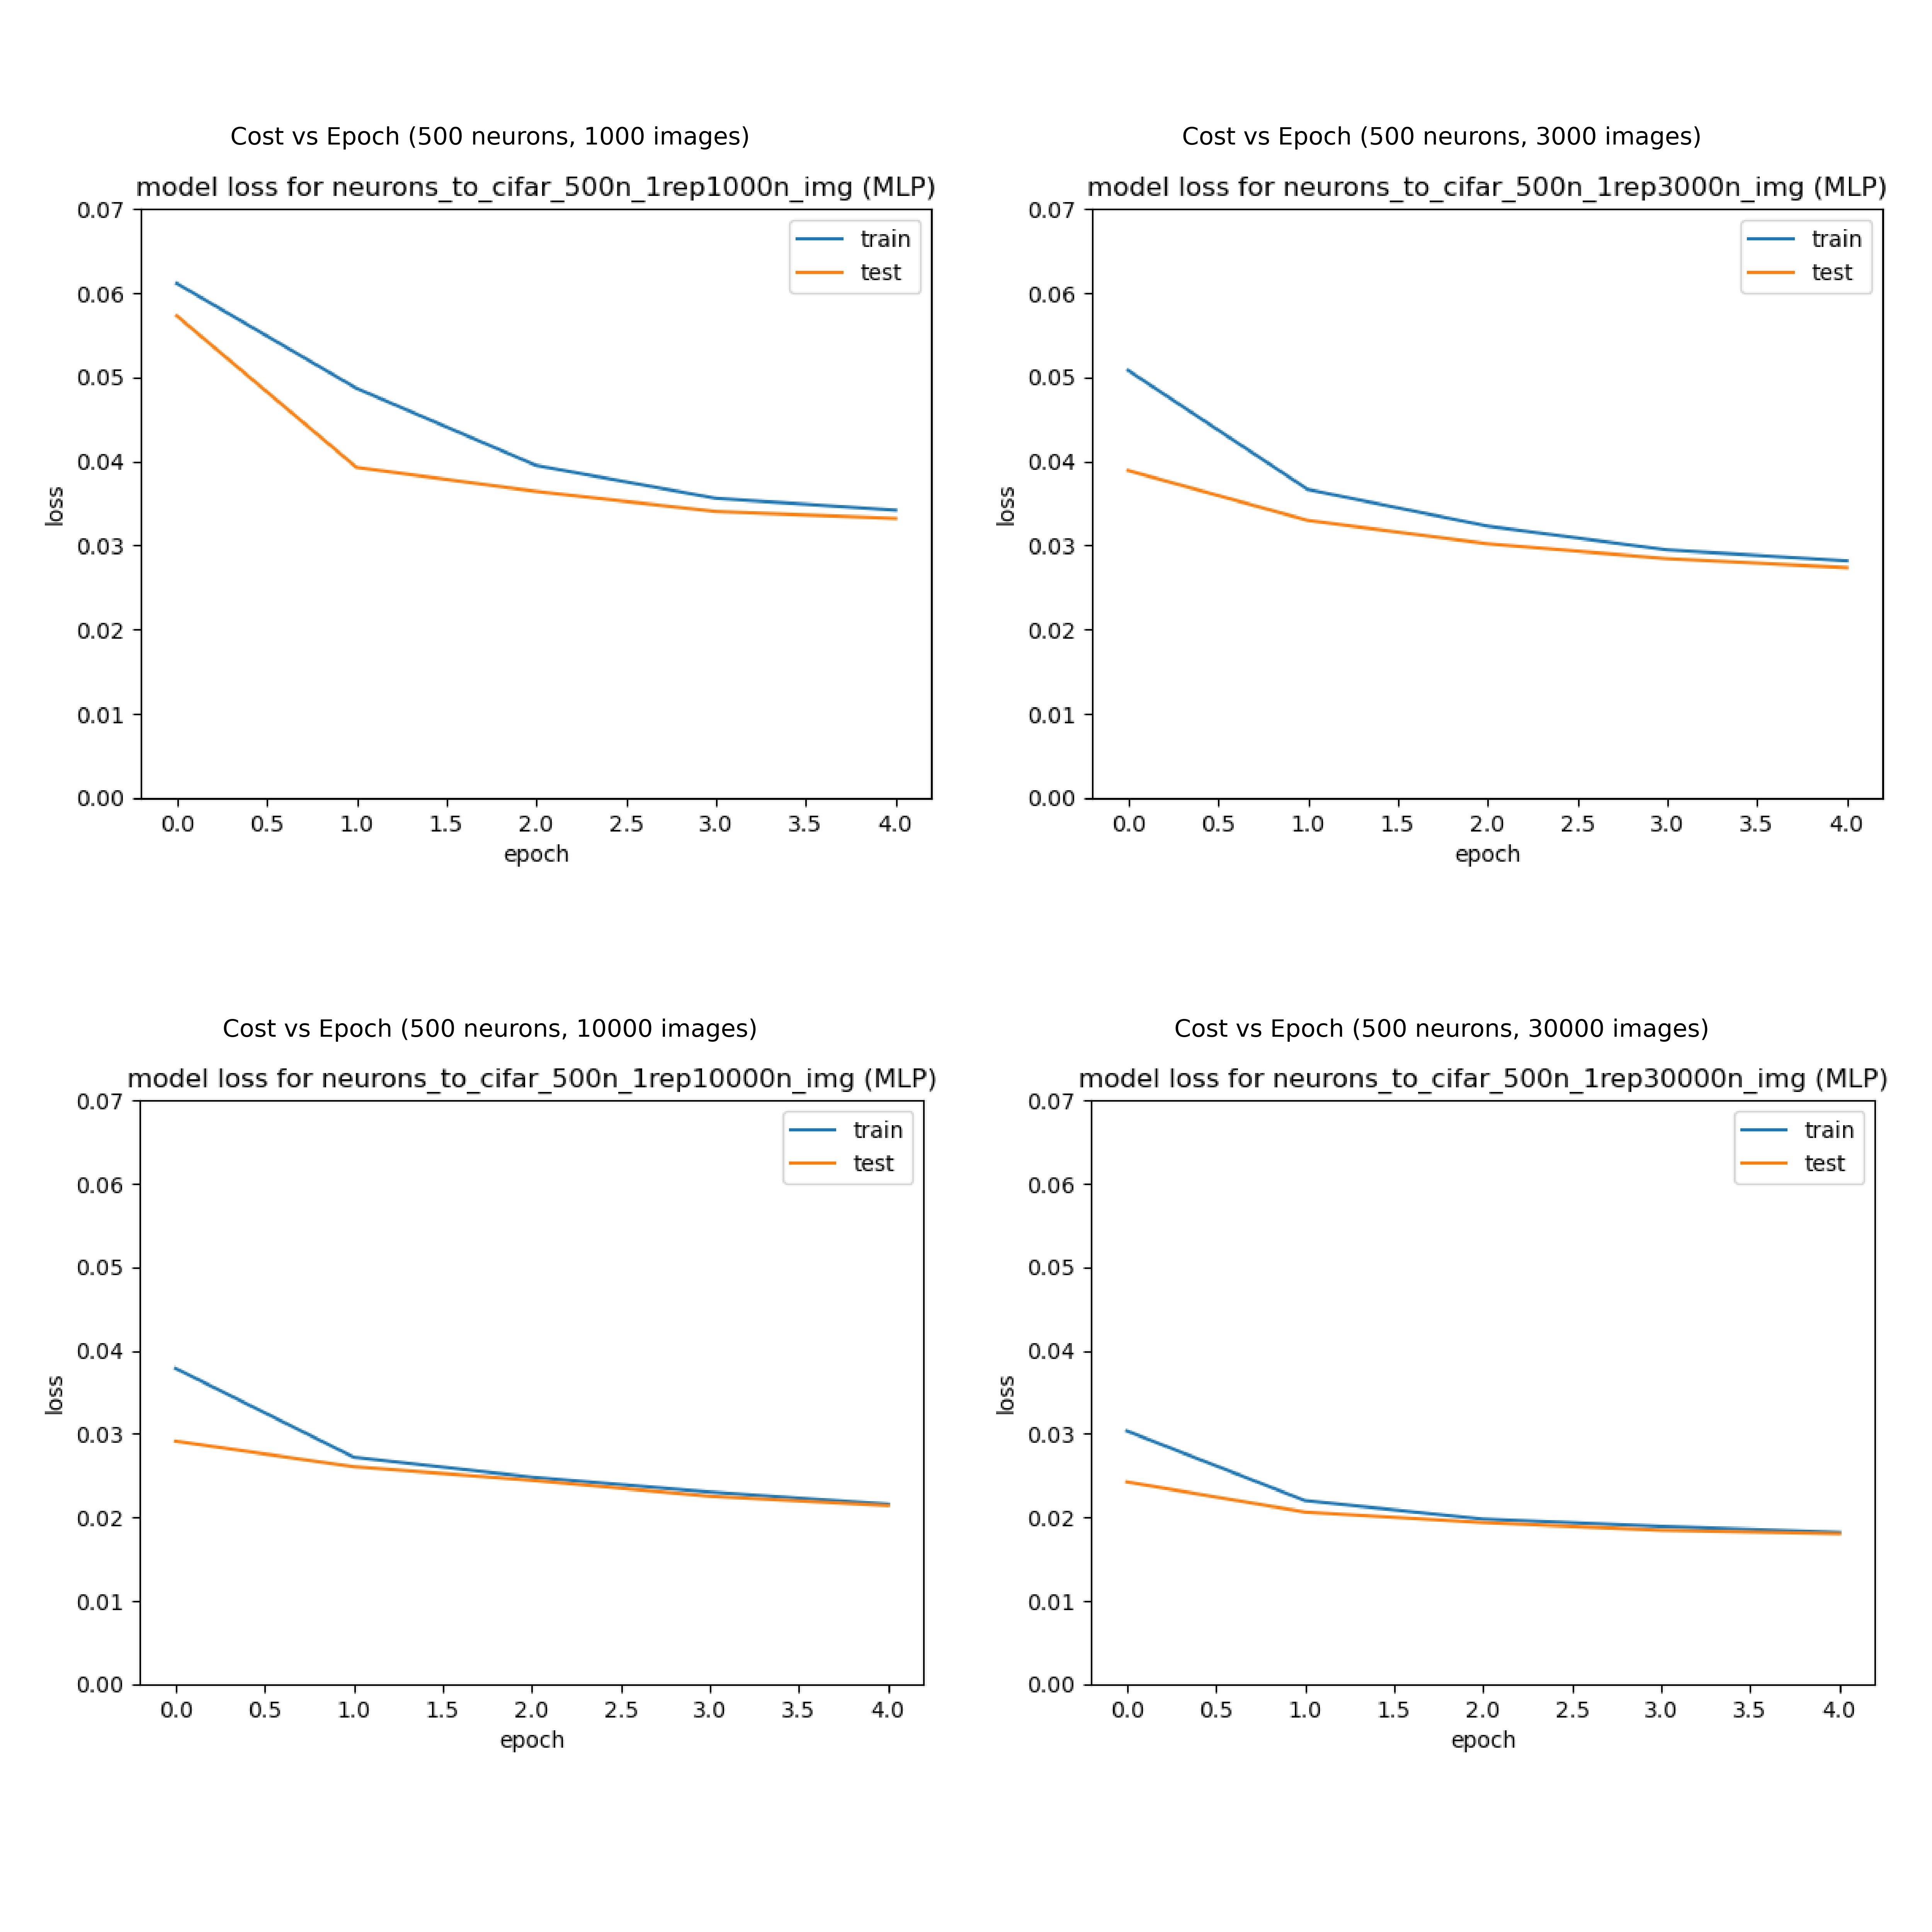 Cost vs Epoch (500 neurons, 1000 images)
model loss for neurons_to_cifar_500n_1rep1000n_img (MLP)
0.07
0.06
0.05
0.04
0.03
0.02
0.01
0.00
loss
train
test
0.0 0.5 1.0 1.5 2.0 2.5 3.0 3.5 4.0
epoch
Cost vs Epoch (500 neurons, 3000 images)
model loss for neurons_to_cifar_500n_1rep3000n_img (MLP)
0.07
0.06
0.05
0.04
0.03
0.02
0.01
0.00
loss
train
test
0.0 0.5 1.0 1.5 2.0 2.5 3.0 3.5 4.0
epoch
Cost vs Epoch (500 neurons, 10000 images)
model loss for neurons_to_cifar_500n_1rep10000n_img (MLP)
0.07
0.06
0.05
0.04
0.03
0.02
0.01
0.00
loss
train
test
0.0 0.5 1.0 1.5 2.0 2.5 3.0 3.5 4.0
epoch
Cost vs Epoch (500 neurons, 30000 images)
model loss for neurons_to_cifar_500n_1rep30000n_img (MLP)
0.07
0.06
0.05
0.04
0.03
0.02
0.01
0.00
loss
train
test
0.0 0.5 1.0 1.5 2.0 2.5 3.0 3.5 4.0
epoch